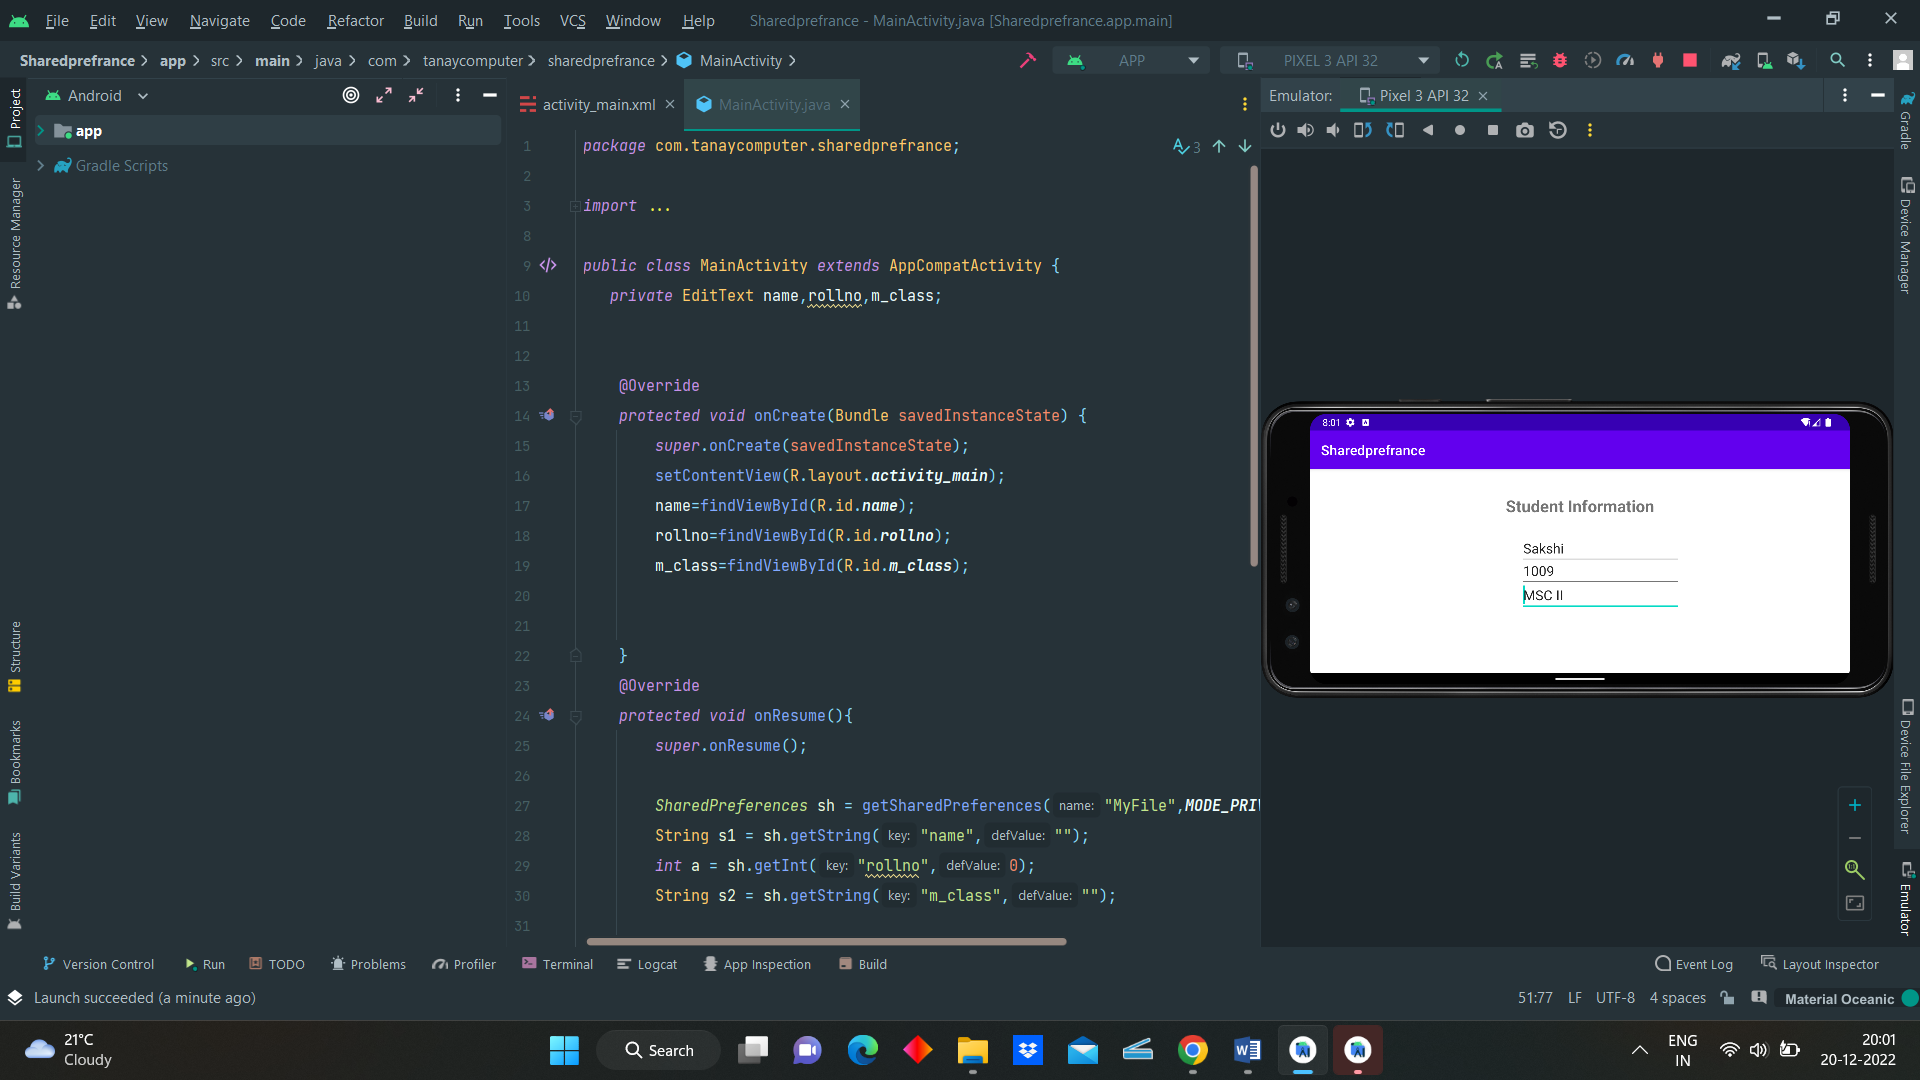 File Edit View Navigate Code Refactor Build Run Tools VCS Window Help Sharedprefrance - MainActivity.java [Sharedprefrance.app.main]
Sharedprefrance app src main java com tanaycomputer sharedprefrance MainActivity APP PIXEL 3 API 32
Project
Resource Manager
Structure
Bookmarks
Build Variants
Android
app
Gradle Scripts
activity_main.xml MainActivity.java
1 package com.tanaycomputer.sharedprefrance;
3
2
3 import ...
8
9 public class MainActivity extends AppCompatActivity {
10 private EditText name,rollno,m_class;
11
12
13 @Override
14 protected void onCreate(Bundle savedInstanceState) {
15 super.onCreate(savedInstanceState);
16 setContentView(R.layout.activity_main);
17 name=findViewById(R.id.name);
18 rollno=findViewById(R.id.rollno);
19 m_class=findViewById(R.id.m_class);
20
21
22 }
23 @Override
24 protected void onResume(){
25 super.onResume();
26
27 SharedPreferences sh = getSharedPreferences( name: "MyFile",MODE_PRIV
28 String s1 = sh.getString( key: "name", defValue: "");
29 int a = sh.getInt( key: "rollno", defValue: 0);
30 String s2 = sh.getString( key: "m_class", defValue: "");
31
Emulator: Pixel 3 API 32
8:01
Sharedprefrance
Student Information
Sakshi
1009
MSC II
1:1
Gradle
Device Manager
Device File Explorer
Emulator
Version Control Run TODO Problems Profiler Terminal Logcat App Inspection Build Event Log Layout Inspector
Launch succeeded (a minute ago) 51:77 LF UTF-8 4 spaces Material Oceanic
21°C
Cloudy
Search
ENG
IN
20:01
20-12-2022